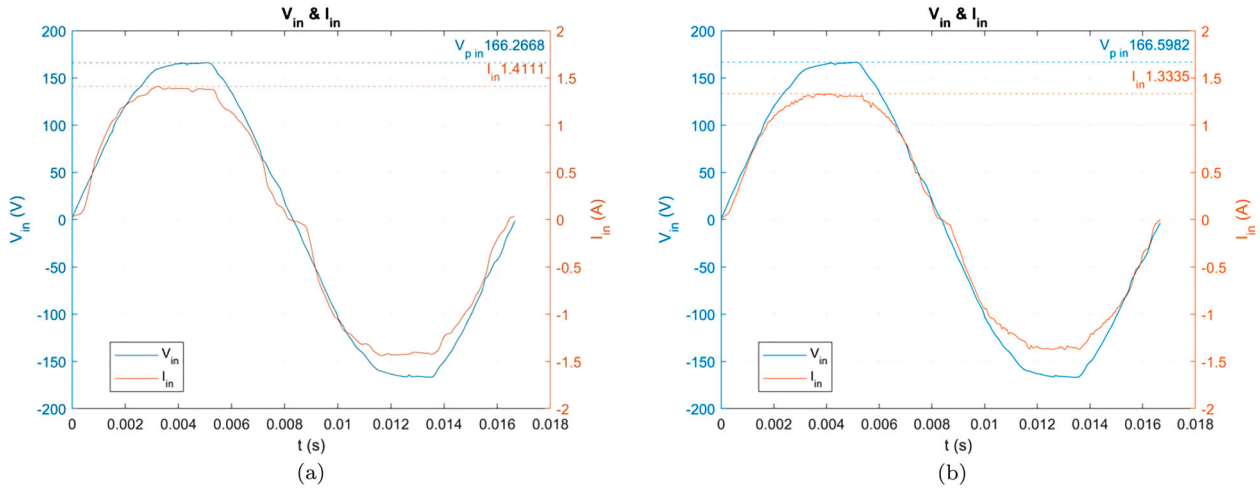 V_in & I_in
V_p in 166.2668
I_in 1.4111
200
150
100
50
0
-50
-100
-150
-200
V_in (V)
2
1.5
1
0.5
0
-0.5
-1
-1.5
-2
I_in (A)
V_in
I_in
0 0.002 0.004 0.006 0.008 0.01 0.012 0.014 0.016 0.018
t (s)
(a)
V_in & I_in
V_p in 166.5982
I_in 1.3335
200
150
100
50
0
-50
-100
-150
-200
V_in (V)
2
1.5
1
0.5
0
-0.5
-1
-1.5
-2
I_in (A)
V_in
I_in
0 0.002 0.004 0.006 0.008 0.01 0.012 0.014 0.016 0.018
t (s)
(b)